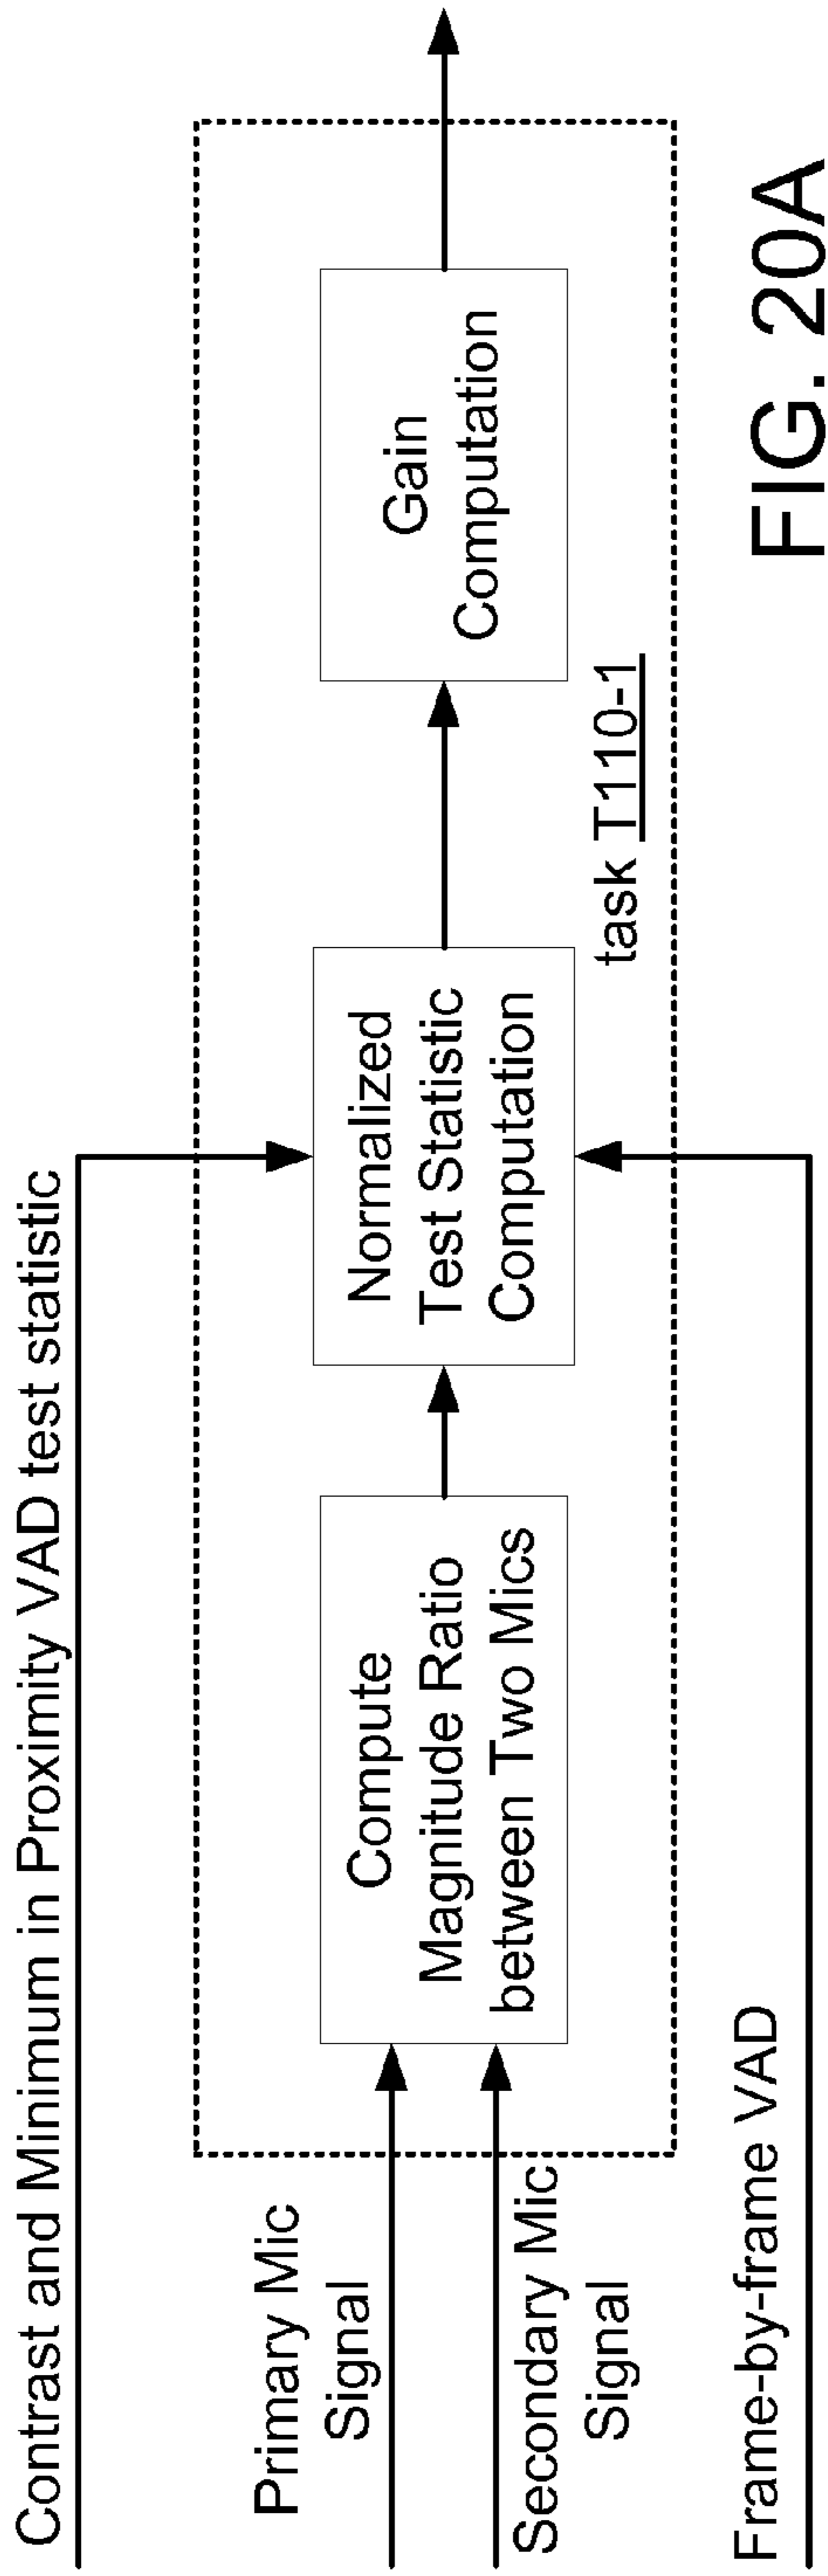 Contrast and Minimum in Proximity VAD test statistic
Primary Mic
Signal
Secondary Mic
Signal
Compute
Magnitude Ratio
between Two Mics
Normalized
Test Statistic
Computation
Gain
Computation
task T110-1
Frame-by-frame VAD
FIG. 20A